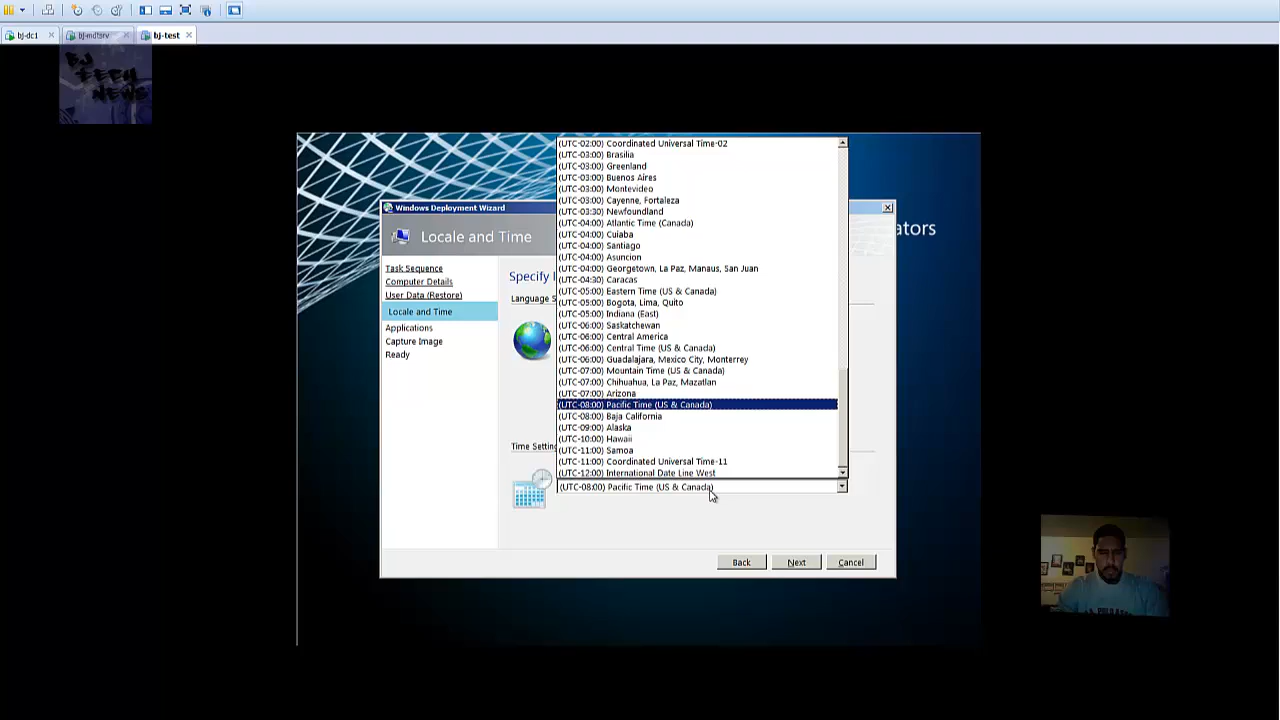 bj-dc1
bj-mdtsrv
bj-test
BJ
TECH
NEWS
ators
Windows Deployment Wizard
Locale and Time
Task Sequence
Computer Details
User Data (Restore)
Locale and Time
Applications
Capture Image
Ready
Specify l
Language S
Time Settin
(UTC-02:00) Coordinated Universal Time-02
(UTC-03:00) Brasilia
(UTC-03:00) Greenland
(UTC-03:00) Buenos Aires
(UTC-03:00) Montevideo
(UTC-03:00) Cayenne, Fortaleza
(UTC-03:30) Newfoundland
(UTC-04:00) Atlantic Time (Canada)
(UTC-04:00) Cuiaba
(UTC-04:00) Santiago
(UTC-04:00) Asuncion
(UTC-04:00) Georgetown, La Paz, Manaus, San Juan
(UTC-04:30) Caracas
(UTC-05:00) Eastern Time (US & Canada)
(UTC-05:00) Bogota, Lima, Quito
(UTC-05:00) Indiana (East)
(UTC-06:00) Saskatchewan
(UTC-06:00) Central America
(UTC-06:00) Central Time (US & Canada)
(UTC-06:00) Guadalajara, Mexico City, Monterrey
(UTC-07:00) Mountain Time (US & Canada)
(UTC-07:00) Chihuahua, La Paz, Mazatlan
(UTC-07:00) Arizona
(UTC-08:00) Pacific Time (US & Canada)
(UTC-08:00) Baja California
(UTC-09:00) Alaska
(UTC-10:00) Hawaii
(UTC-11:00) Samoa
(UTC-11:00) Coordinated Universal Time-11
(UTC-12:00) International Date Line West
(UTC-08:00) Pacific Time (US & Canada)
Back
Next
Cancel